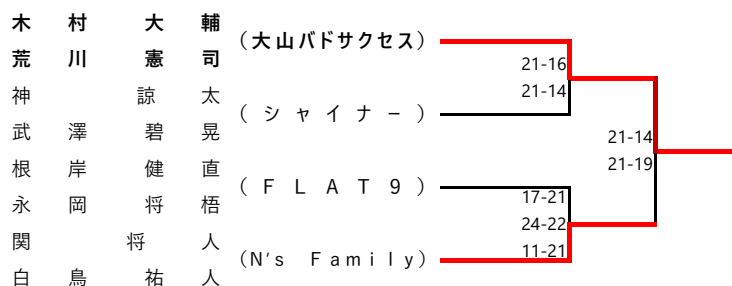 木村 大輔
(大山バドサクセス)
荒川 憲司
21-16
21-14
神 諒太
(シャイナー)
武澤 碧晃
21-14
21-19
根岸 健直
(FLAT9)
永岡 将悟
17-21
24-22
11-21
関 将人
(N's Family)
白鳥 祐人